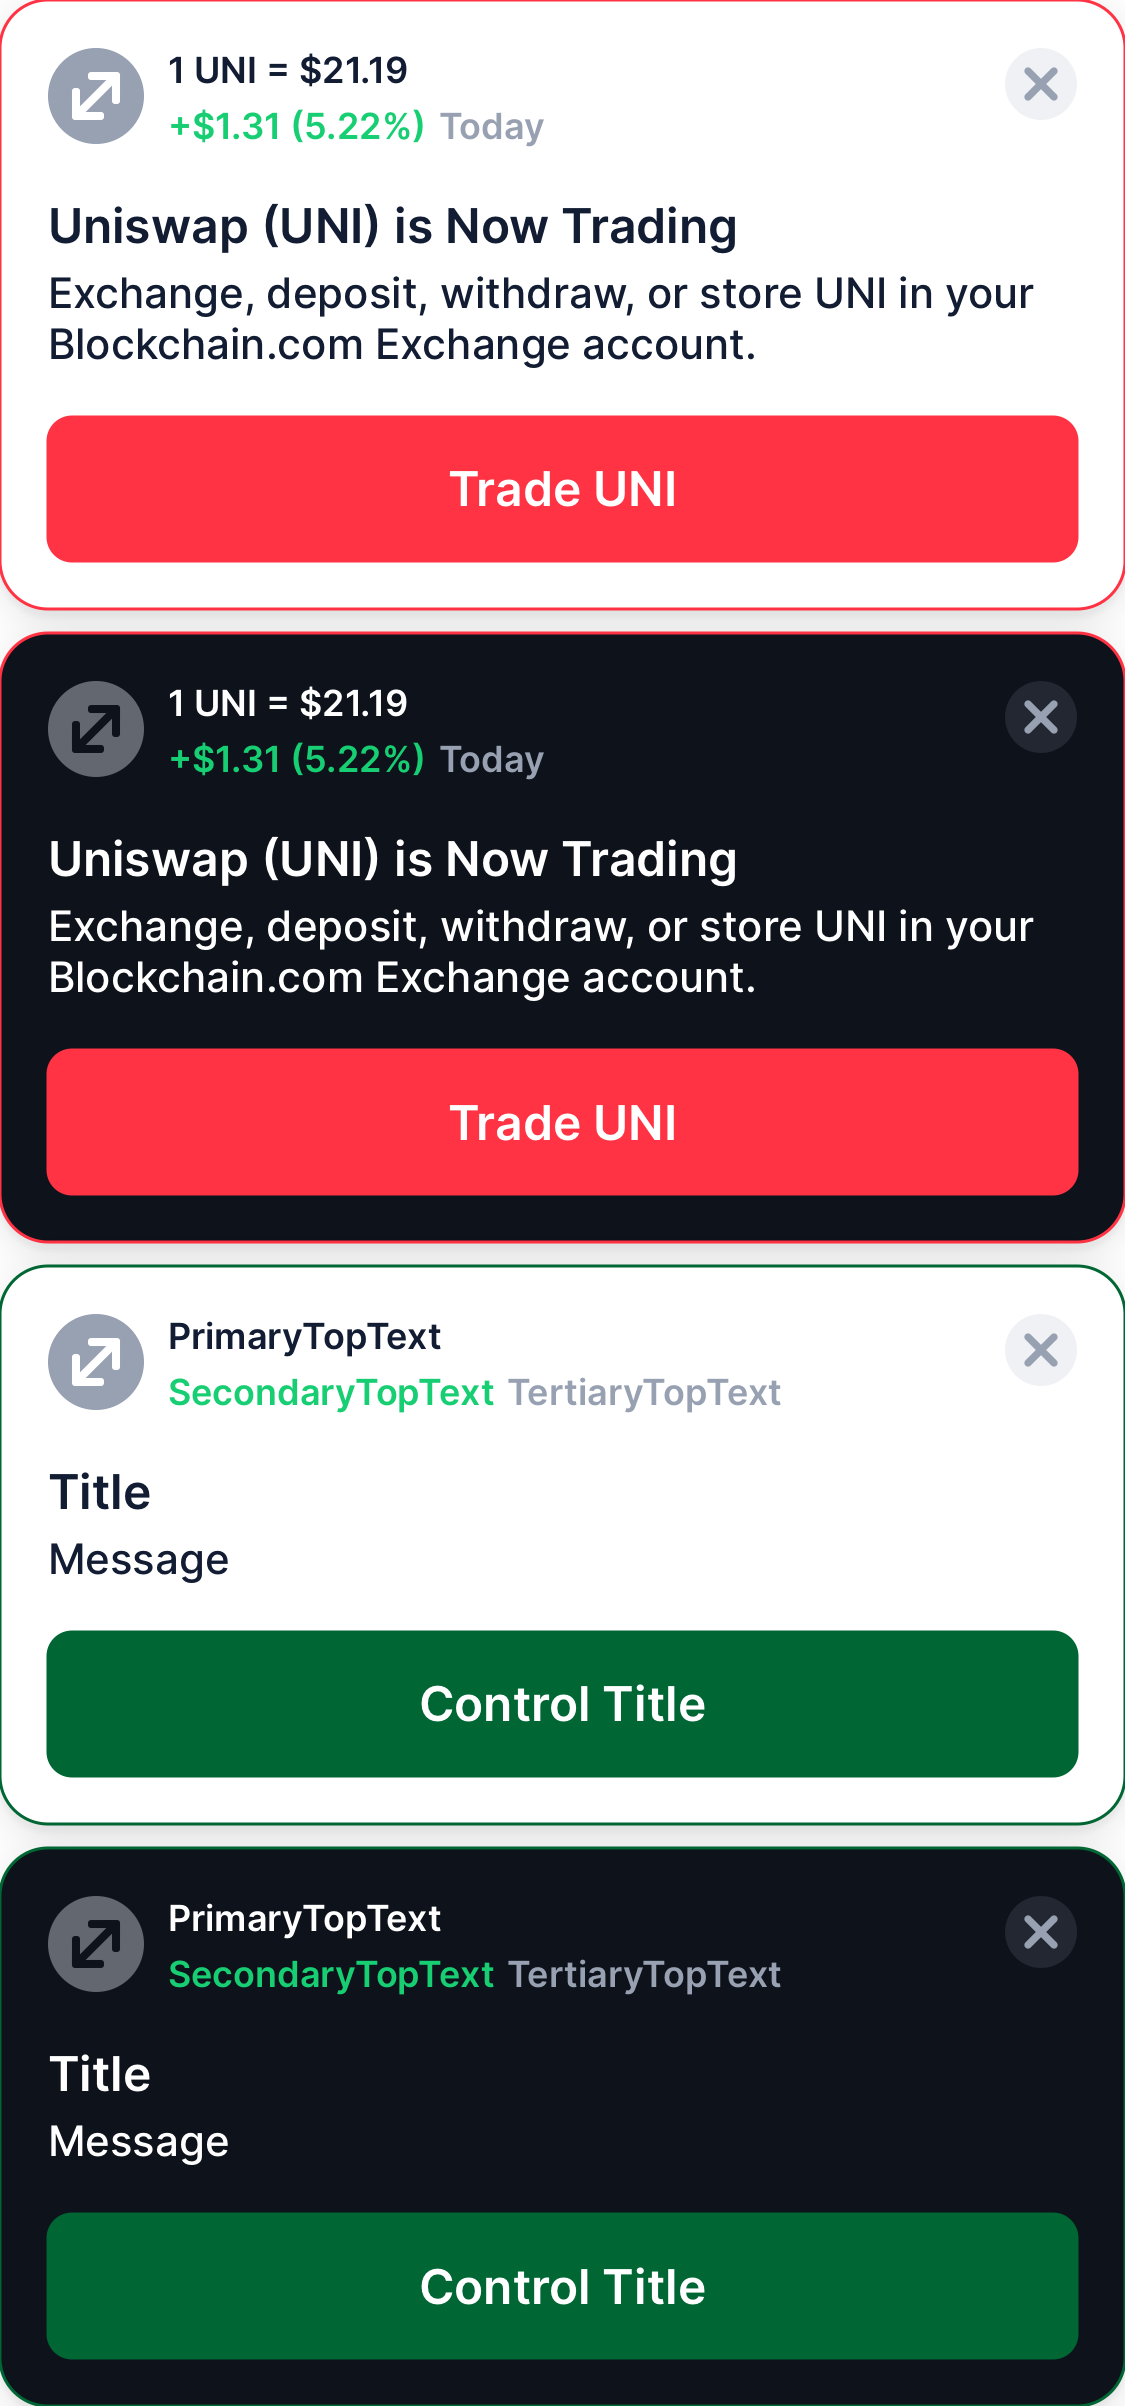 1 UNI = $21.19
+$1.31 (5.22%) Today
Uniswap (UNI) is Now Trading
Exchange, deposit, withdraw, or store UNI in your
Blockchain.com Exchange account.
Trade UNI
1 UNI = $21.19
+$1.31 (5.22%) Today
Uniswap (UNI) is Now Trading
Exchange, deposit, withdraw, or store UNI in your
Blockchain.com Exchange account.
Trade UNI
PrimaryTopText
SecondaryTopText TertiaryTopText
Title
Message
Control Title
PrimaryTopText
SecondaryTopText TertiaryTopText
Title
Message
Control Title